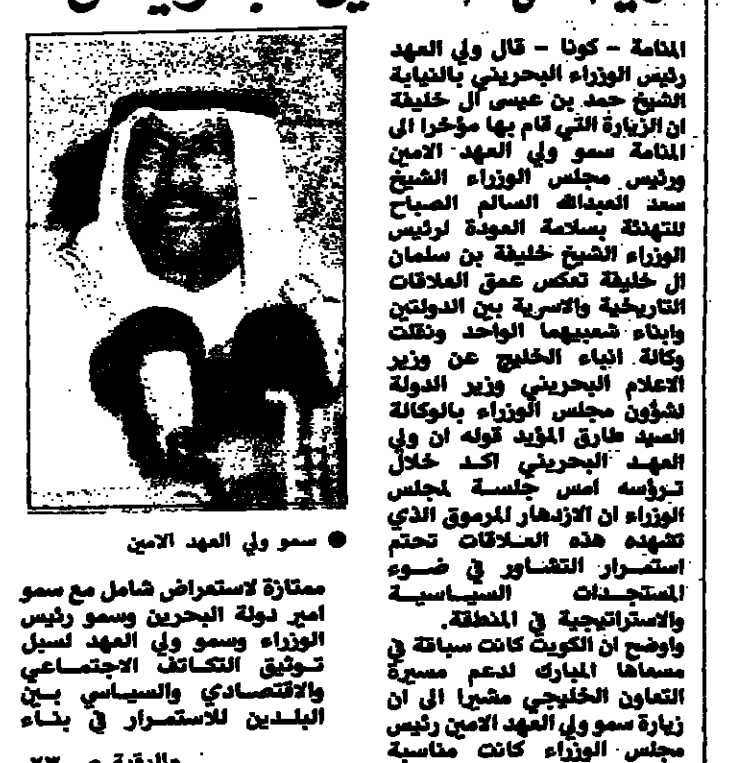 المنامة - كونا - قال ولي العهد
رئيس الوزراء البحريني بالنيابة
الشيخ حمد بن عيسى ال خليفة
ان الزيارة التي قام بها مؤخرا الى
المنامة سمو ولي العهد الامين
ورئيس مجلس الوزراء الشيخ
سعد العبدالله السالم الصباح
للتهنئة بسلامة العودة لرئيس
الوزراء الشيخ خليفة بن سلمان
ال خليفة تعكس عمق العلاقات
التاريخية والاسرية بين الدولتين
وابناء شعبيهما الواحد ونقلت
وكالة انباء الخليج عن وزير
الاعلام البحريني وزير الدولة
لشؤون مجلس الوزراء بالوكالة
السيد طارق المؤيد قوله ان ولي
العهد البحريني اكد خلال
ترؤسه امس جلسة لمجلس
الوزراء ان الازدهار المرموق الذي
تشهده هذه العلاقات تحتم
استمرار التشاور في ضوء
المستجدات السياسية
والاستراتيجية في المنطقة.
واوضح ان الكويت كانت سباقة في
مسعاها المبارك لدعم مسيرة
التعاون الخليجي مشيرا الى ان
زيارة سمو ولي العهد الامين رئيس
مجلس الوزراء كانت مناسبة
● سمو ولي العهد الامين
ممتازة لاستعراض شامل مع سمو
امير دولة البحرين وسمو رئيس
الوزراء وسمو ولي العهد لسبل
توثيق التكاتف الاجتماعي
والاقتصادي والسياسي بين
البلدين للاستمرار في بناء